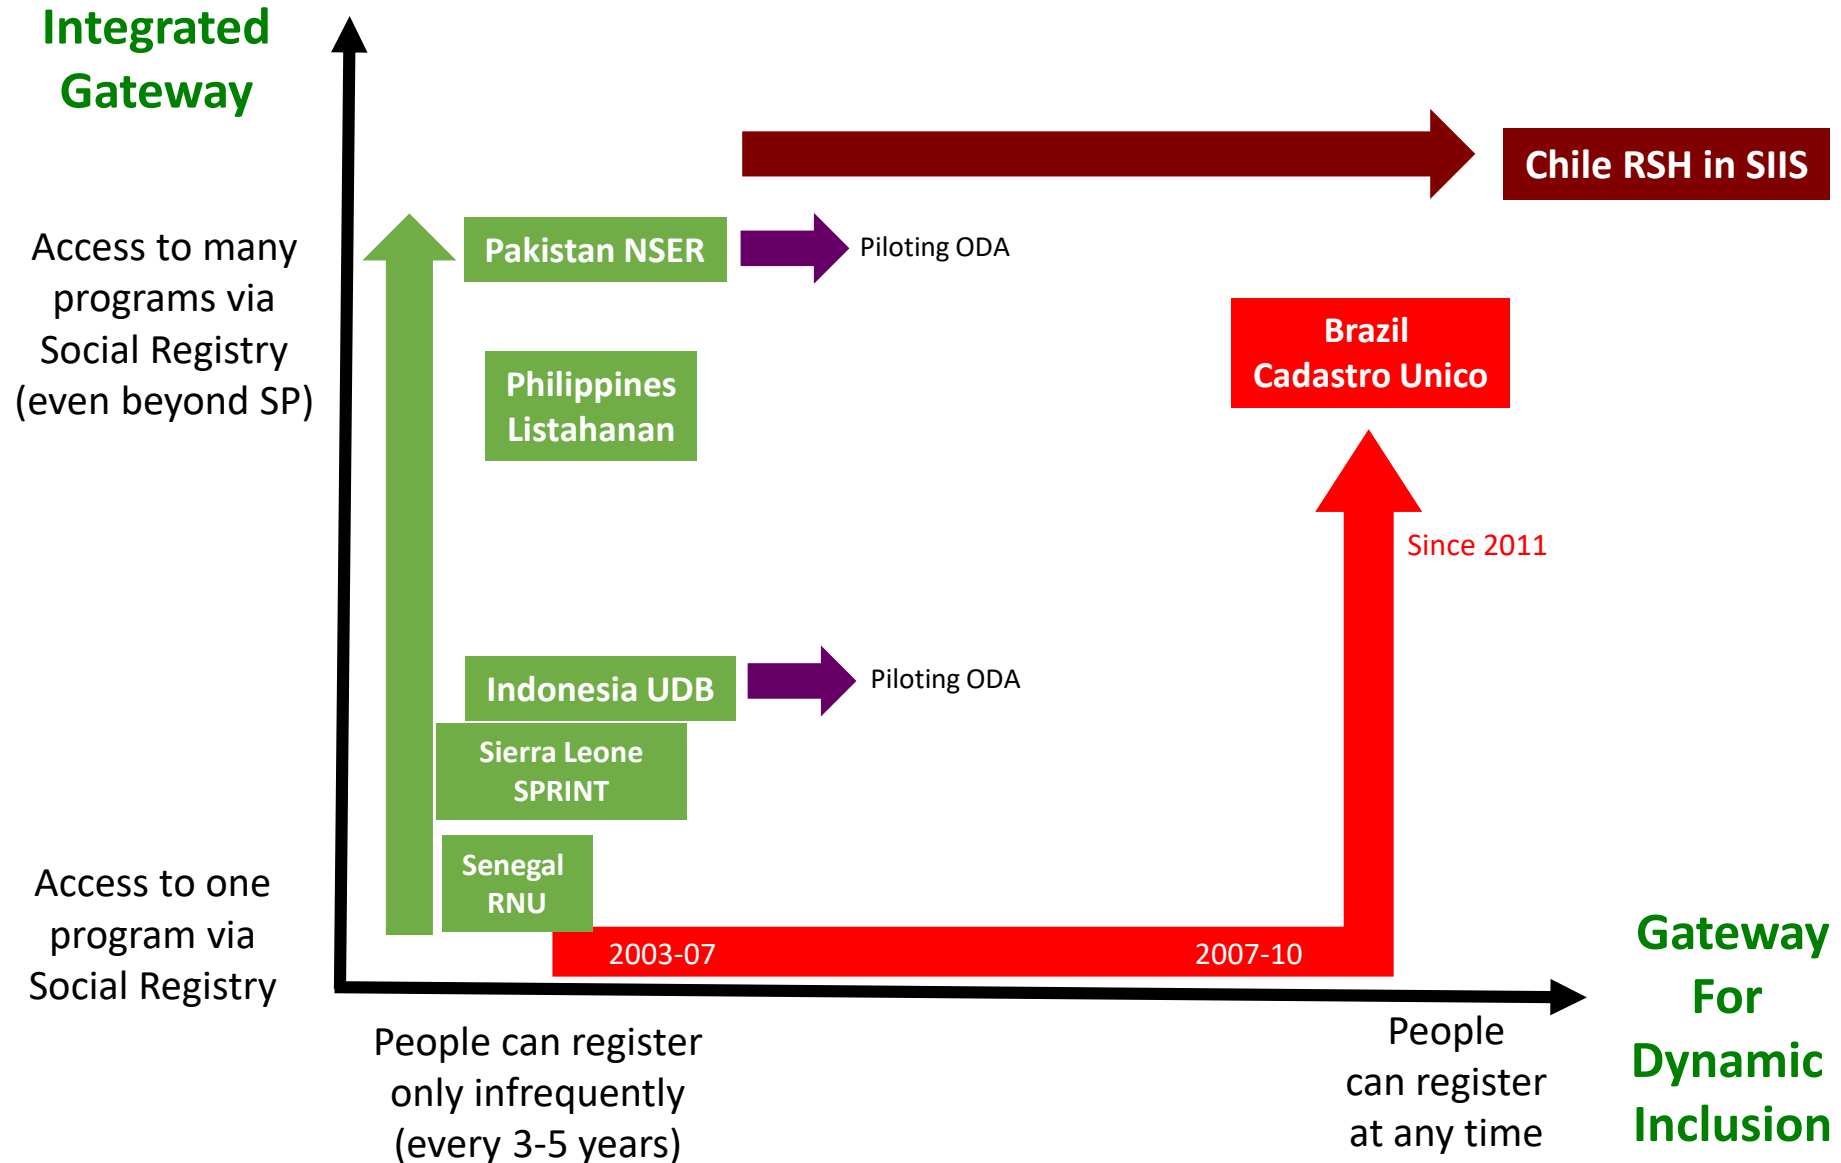 Integrated
Gateway
Chile RSH in SIIS
Access to many
programs via
Social Registry
(even beyond SP)
Pakistan NSER
Piloting ODA
Brazil
Cadastro Unico
Philippines
Listahanan
Since 2011
Indonesia UDB
Piloting ODA
Sierra Leone
SPRINT
Senegal
RNU
Access to one
program via
Social Registry
2003-07
2007-10
Gateway
For
Dynamic
Inclusion
People can register
only infrequently
(every 3-5 years)
People
can register
at any time